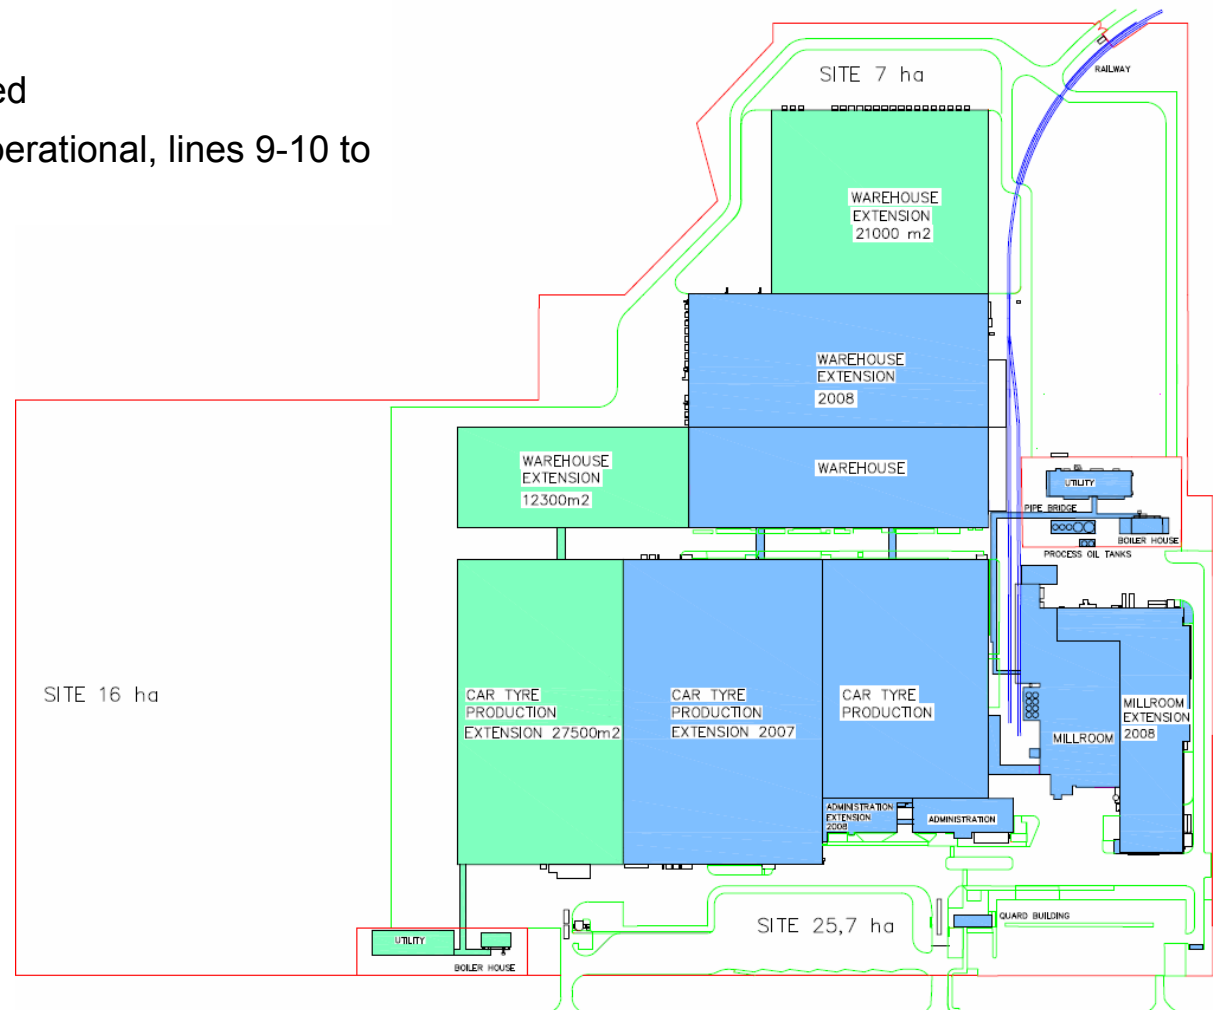 ed
perational, lines 9-10 to
SITE 7 ha
RAILWAY
WAREHOUSE
EXTENSION
21000 m2
WAREHOUSE
EXTENSION
2008
WAREHOUSE
EXTENSION
12300m2
WAREHOUSE
UTILITY
PIPE BRIDGE
BOILER HOUSE
PROCESS OIL TANKS
SITE 16 ha
CAR TYRE
PRODUCTION
EXTENSION 27500m2
CAR TYRE
PRODUCTION
EXTENSION 2007
CAR TYRE
PRODUCTION
MILLROOM
MILLROOM
EXTENSION
2008
ADMINISTRATION
EXTENSION
2008
ADMINISTRATION
SITE 25,7 ha
QUARD BUILDING
UTILITY
BOILER HOUSE